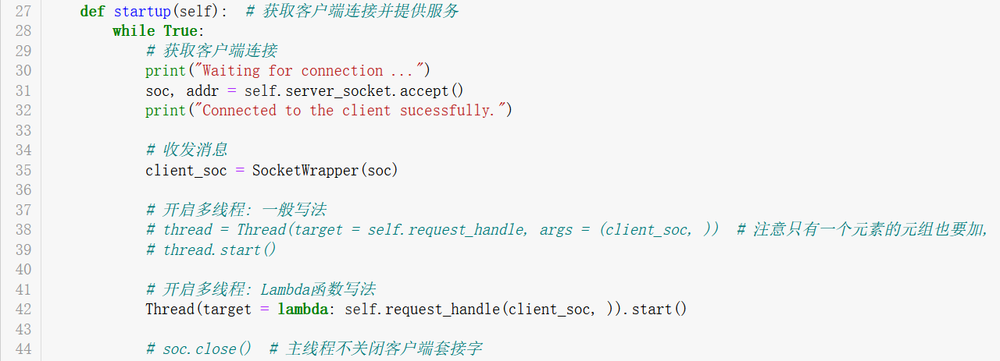 27 def startup(self): # 获取客户端连接并提供服务
28 while True:
29 # 获取客户端连接
30 print("Waiting for connection ...")
31 soc, addr = self.server_socket.accept()
32 print("Connected to the client sucessfully.")
33
34 # 收发消息
35 client_soc = SocketWrapper(soc)
36
37 # 开启多线程: 一般写法
38 # thread = Thread(target = self.request_handle, args = (client_soc, )) # 注意只有一个元素的元组也要加,
39 # thread.start()
40
41 # 开启多线程: Lambda函数写法
42 Thread(target = lambda: self.request_handle(client_soc, )).start()
43
44 # soc.close() # 主线程不关闭客户端套接字